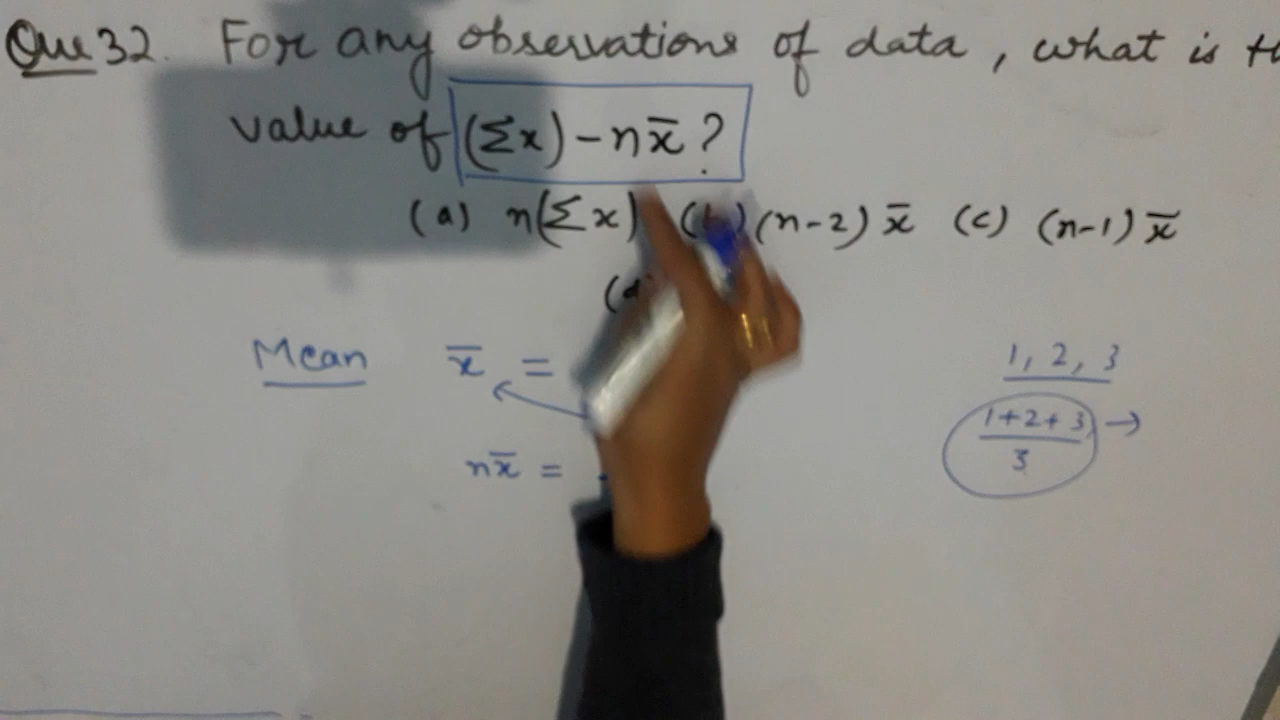 Que 32. For any observations of data, what is
value of (Σx) - nx̄ ?
(a) n(Σx) (b) (n-2) x̄ (c) (n-1) x̄
Mean x̄ =
nx̄ =
1, 2, 3
1+2+3 →
3